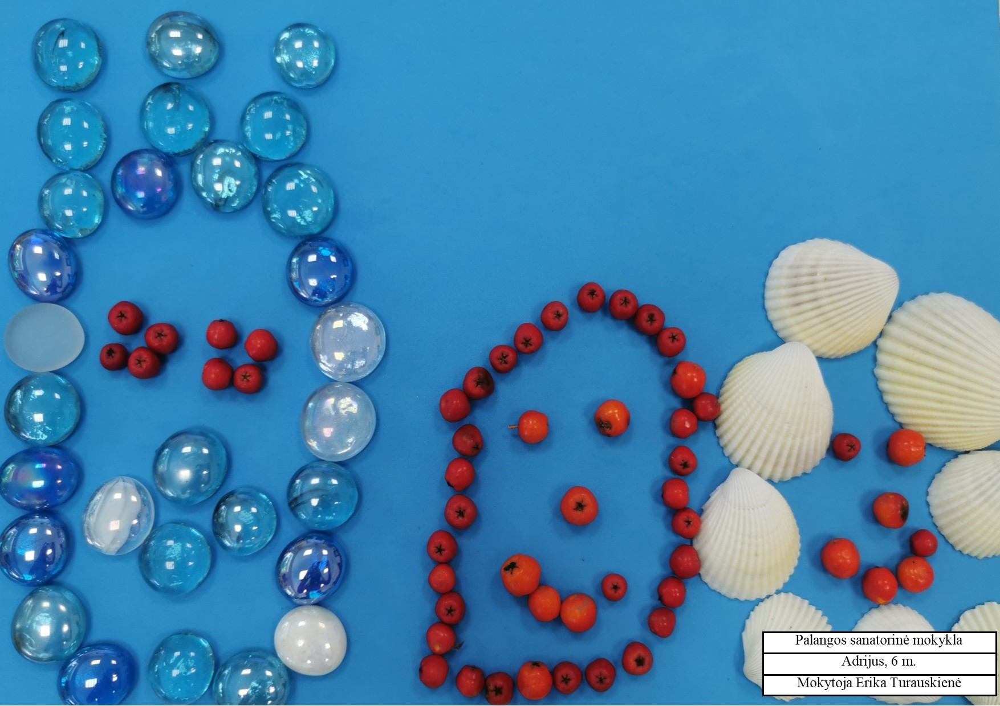 Palangos sanatorinė mokykla
Adrijus, 6 m.
Mokytoja Erika Turauskienė